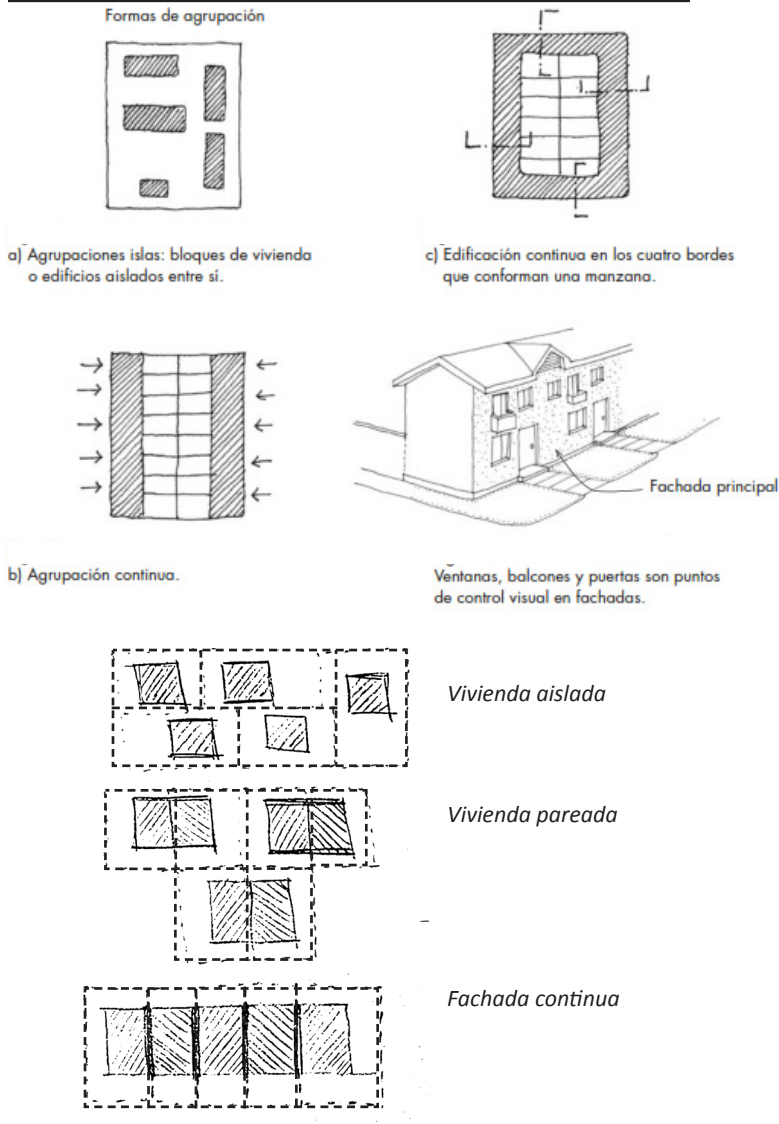 Formas de agrupación
a) Agrupaciones islas: bloques de vivienda
o edificios aislados entre sí.
c) Edificación continua en los cuatro bordes
que conforman una manzana.
Fachada principal
b) Agrupación continua.
Ventanas, balcones y puertas son puntos
de control visual en fachadas.
Vivienda aislada
Vivienda pareada
Fachada continua